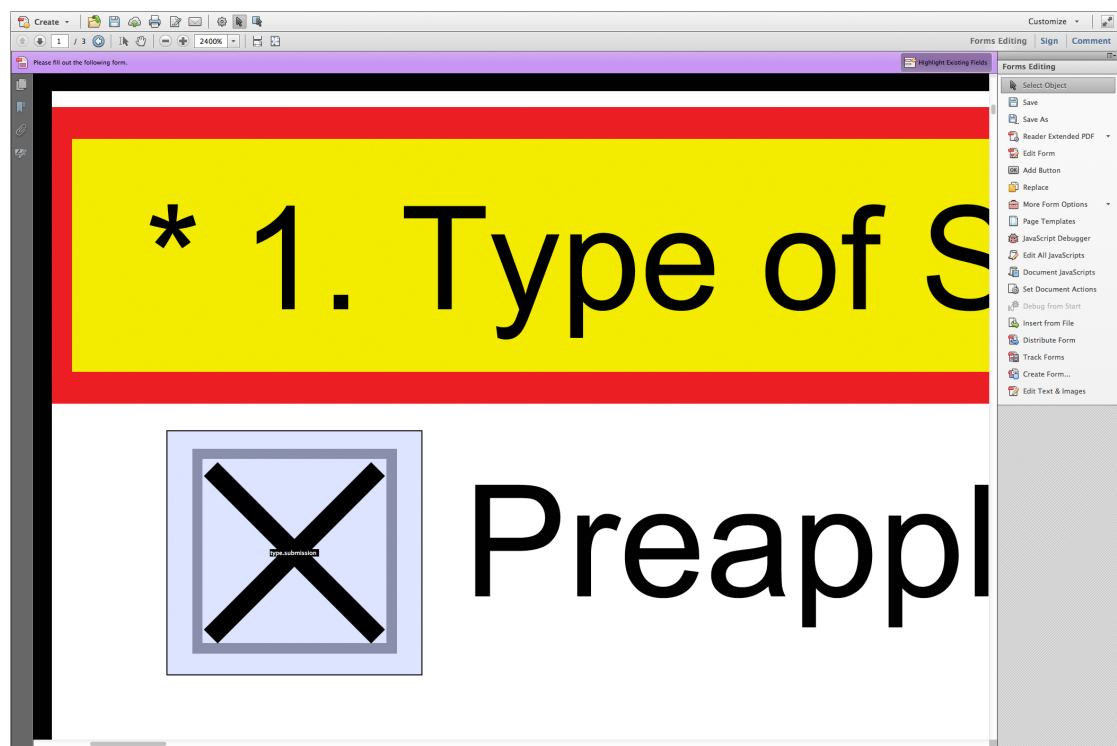 Create Customize
1 / 3 2400% Forms Editing Sign Comment
Please fill out the following form. Highlight Existing Fields
Forms Editing
Select Object
Save
Save As
Reader Extended PDF
Edit Form
OK Add Button
Replace
More Form Options
Page Templates
JavaScript Debugger
Edit All JavaScripts
Document JavaScripts
Set Document Actions
Debug from Start
Insert from File
Distribute Form
Track Forms
Create Form...
Edit Text & Images
* 1. Type of S
type.submission
Preappl